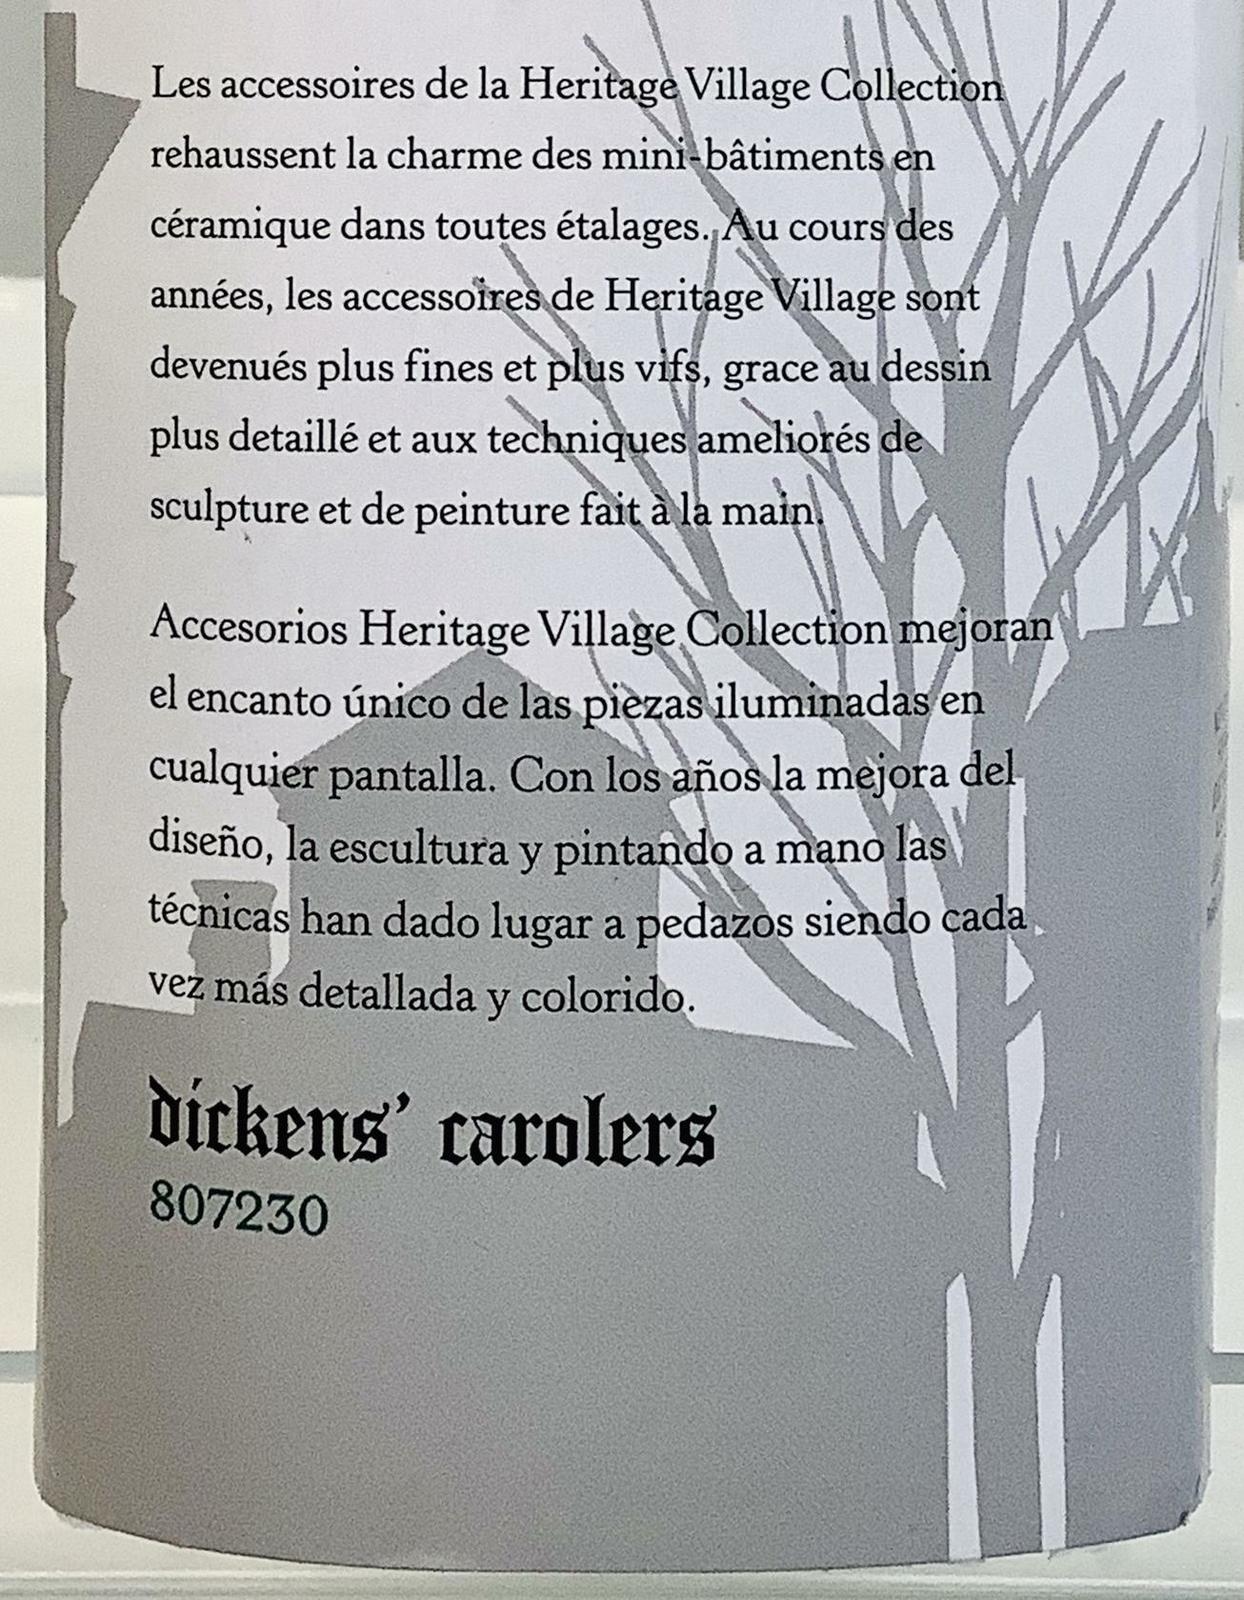 Les accessoires de la Heritage Village Collection
rehaussent la charme des mini-bâtiments en
céramique dans toutes étalages. Au cours des
années, les accessoires de Heritage Village sont
devenués plus fines et plus vifs, grace au dessin
plus detaillé et aux techniques ameliorés de
sculpture et de peinture fait à la main.
Accesorios Heritage Village Collection mejoran
el encanto único de las piezas iluminadas en
cualquier pantalla. Con los años la mejora del
diseño, la escultura y pintando a mano las
técnicas han dado lugar a pedazos siendo cada
vez más detallada y colorido.
dickens' carolers
807230